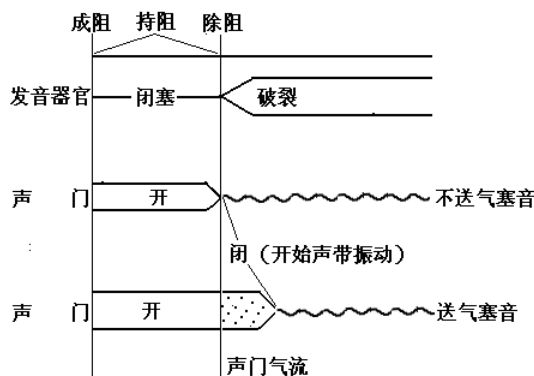 成阻 持阻 除阻
发音器官 闭塞 破裂
声 门 开 不送气塞音
闭（开始声带振动）
声 门 开 送气塞音
声门气流